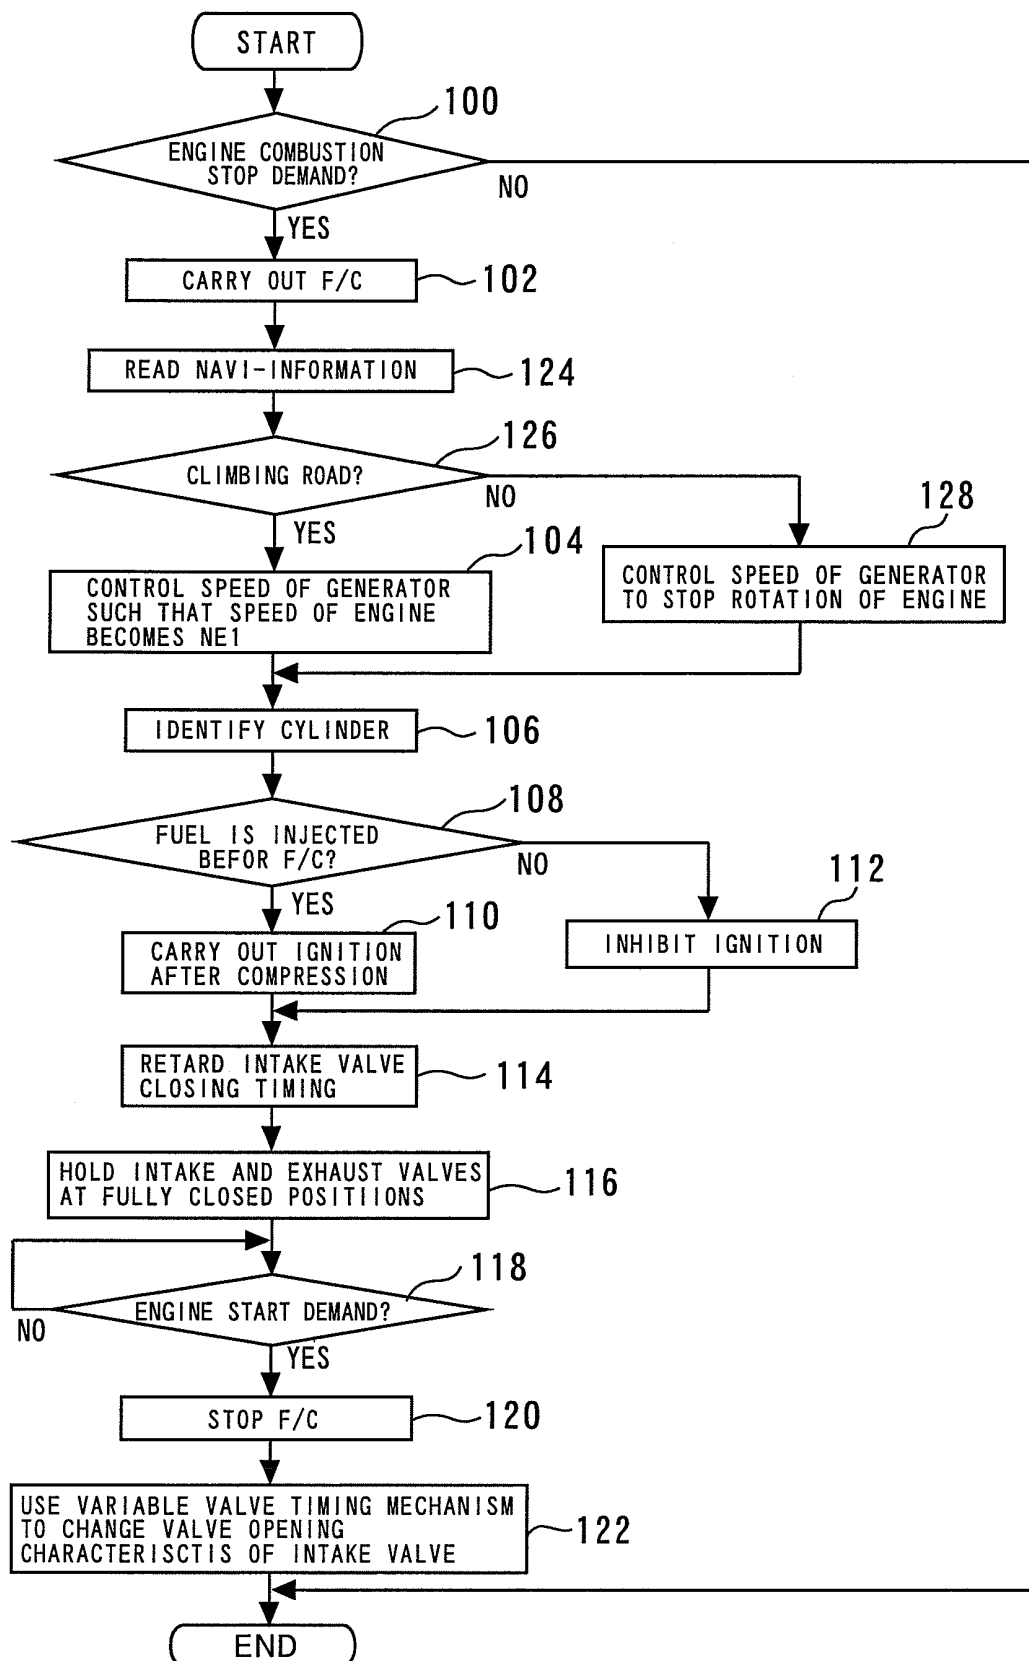 START
100
ENGINE COMBUSTION
STOP DEMAND?
NO
YES
CARRY OUT F/C
102
READ NAVI-INFORMATION
124
126
CLIMBING ROAD?
NO
YES
128
104
CONTROL SPEED OF GENERATOR
SUCH THAT SPEED OF ENGINE
BECOMES NE1
CONTROL SPEED OF GENERATOR
TO STOP ROTATION OF ENGINE
IDENTIFY CYLINDER
106
108
FUEL IS INJECTED
BEFOR F/C?
NO
YES
112
110
CARRY OUT IGNITION
AFTER COMPRESSION
INHIBIT IGNITION
RETARD INTAKE VALVE
CLOSING TIMING
114
HOLD INTAKE AND EXHAUST VALVES
AT FULLY CLOSED POSITIIONS
116
118
ENGINE START DEMAND?
NO
YES
STOP F/C
120
USE VARIABLE VALVE TIMING MECHANISM
TO CHANGE VALVE OPENING
CHARACTERISCTIS OF INTAKE VALVE
122
END